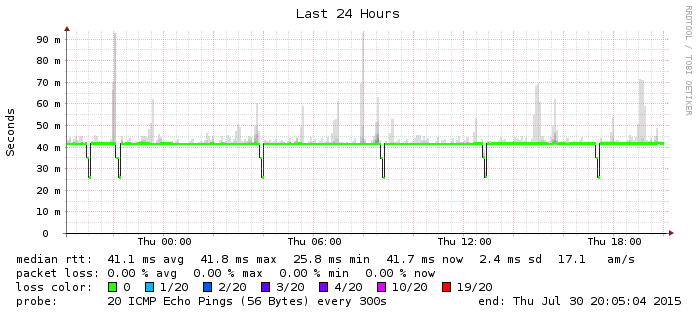 Last 24 Hours
RRDTOOL / TOBI OETIKER
Seconds
90 m
80 m
70 m
60 m
50 m
40 m
30 m
20 m
10 m
0
Thu 00:00 Thu 06:00 Thu 12:00 Thu 18:00
median rtt: 41.1 ms avg 41.8 ms max 25.8 ms min 41.7 ms now 2.4 ms sd 17.1 am/s
packet loss: 0.00 % avg 0.00 % max 0.00 % min 0.00 % now
loss color: 0 1/20 2/20 3/20 4/20 10/20 19/20
probe: 20 ICMP Echo Pings (56 Bytes) every 300s end: Thu Jul 30 20:05:04 2015